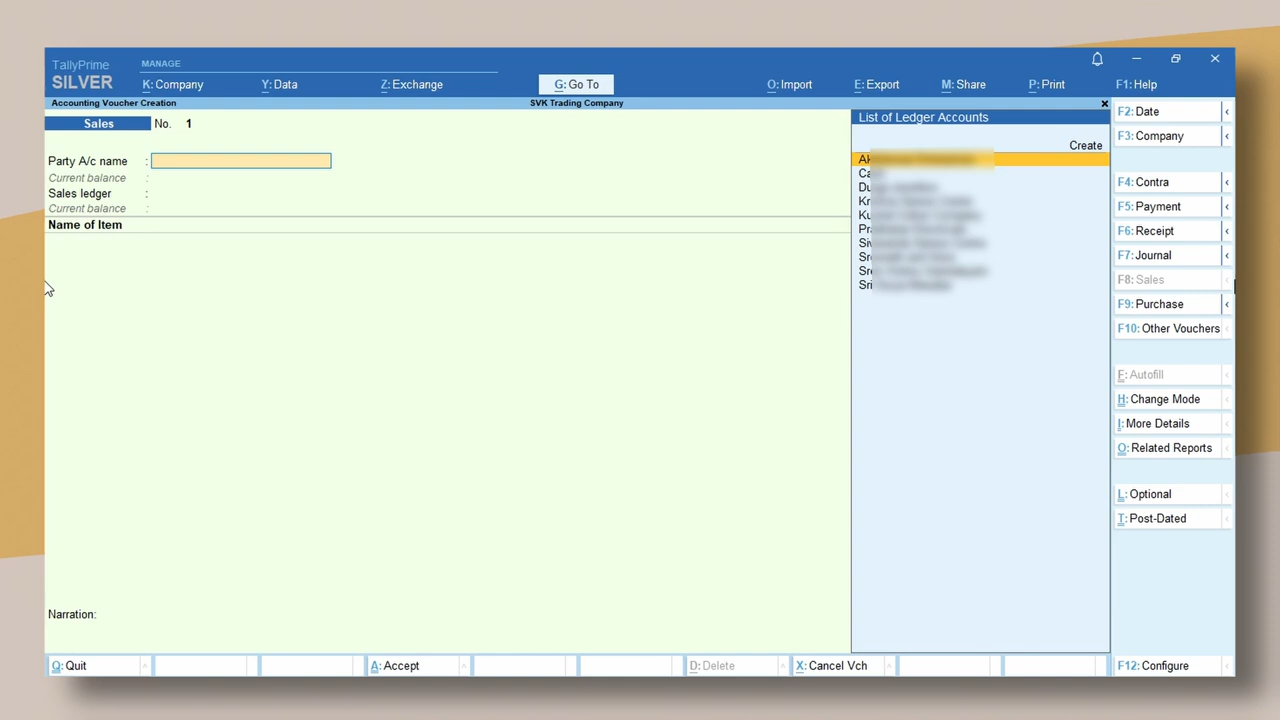 TallyPrime
SILVER
MANAGE
K: Company
Y: Data
Z: Exchange
G: Go To
O: Import
E: Export
M: Share
P: Print
F1: Help
Accounting Voucher Creation
SVK Trading Company
Sales No. 1
Party A/c name :
Current balance :
Sales ledger :
Current balance :
Name of Item
Narration:
List of Ledger Accounts
Create
F2: Date
F3: Company
F4: Contra
F5: Payment
F6: Receipt
F7: Journal
F8: Sales
F9: Purchase
F10: Other Vouchers
F: Autofill
H: Change Mode
I: More Details
O: Related Reports
L: Optional
T: Post-Dated
Q: Quit
A: Accept
D: Delete
X: Cancel Vch
F12: Configure